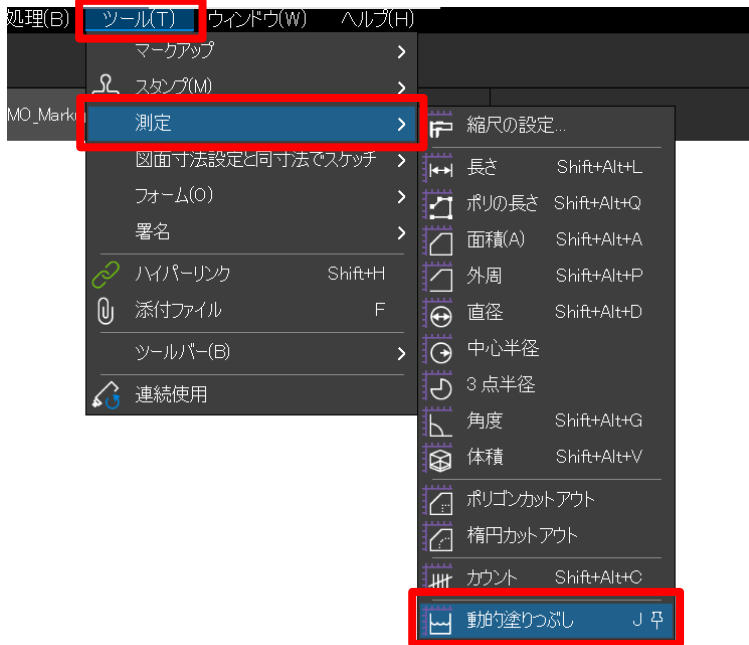 処理(B) ツール(T) ウィンドウ(W) ヘルプ(H)
マークアップ
スタンプ(M)
MO_Marku
測定
図面寸法設定と同寸法でスケッチ
フォーム(O)
署名
ハイパーリンク Shift+H
添付ファイル F
ツールバー(B)
連続使用
縮尺の設定...
長さ Shift+Alt+L
ポリの長さ Shift+Alt+Q
面積(A) Shift+Alt+A
外周 Shift+Alt+P
直径 Shift+Alt+D
中心半径
3 点半径
角度 Shift+Alt+G
体積 Shift+Alt+V
ポリゴンカットアウト
楕円カットアウト
カウント Shift+Alt+C
動的塗りつぶし J